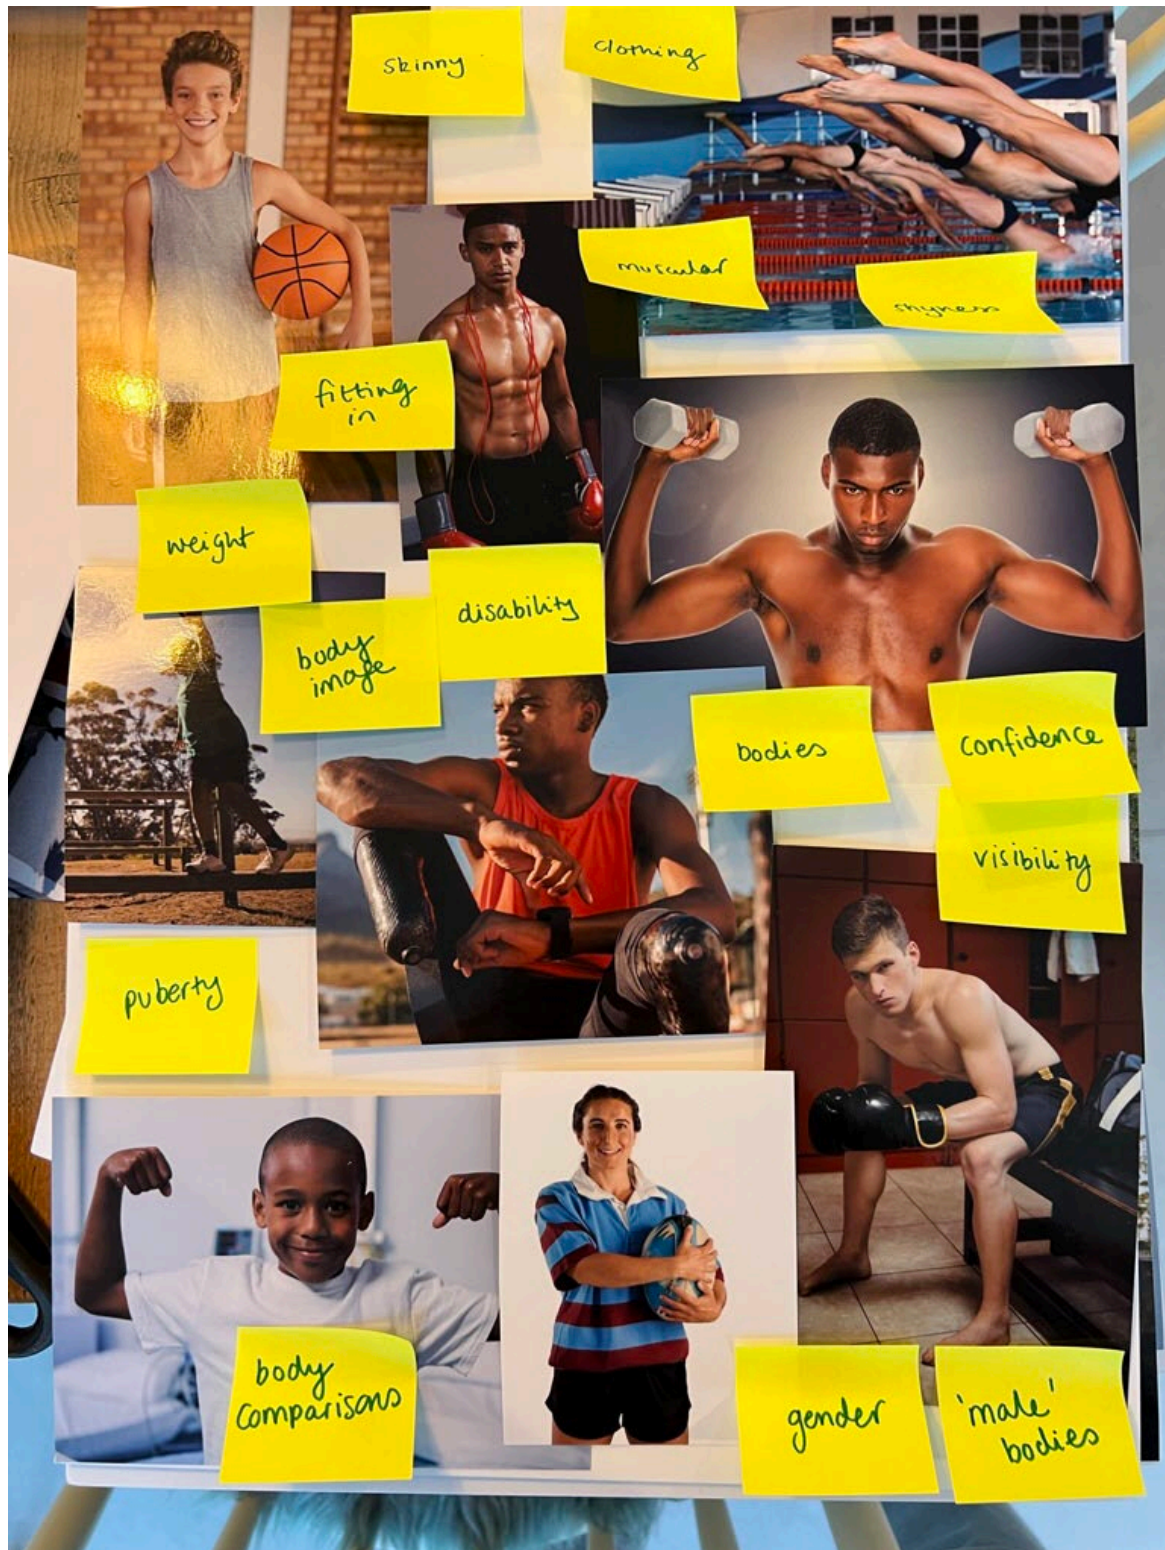 skinny
clothing
muscular
shyness
fitting
in
weight
disability
body
image
bodies
confidence
visibility
puberty
body
comparisons
gender
'male'
bodies